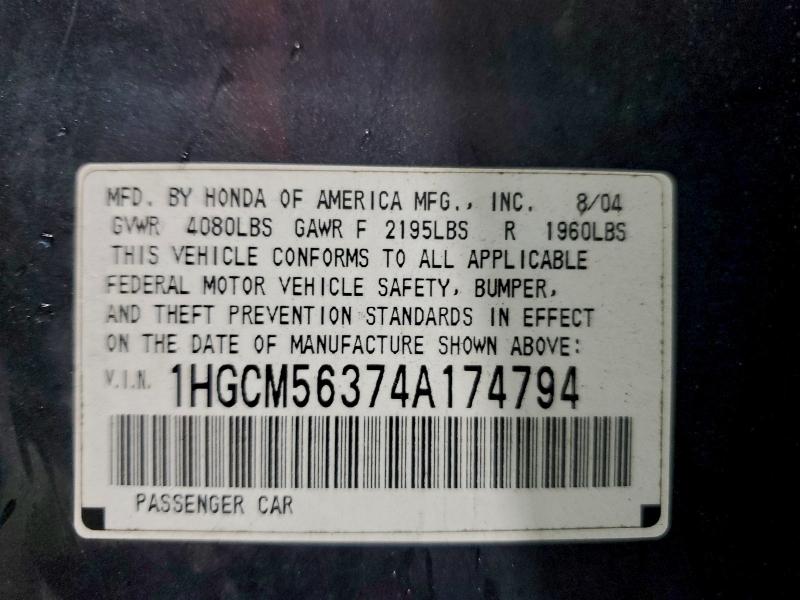 MFD. BY HONDA OF AMERICA MFG., INC. 8/04
GVWR 4080LBS GAWR F 2195LBS R 1960LBS
THIS VEHICLE CONFORMS TO ALL APPLICABLE
FEDERAL MOTOR VEHICLE SAFETY, BUMPER,
AND THEFT PREVENTION STANDARDS IN EFFECT
ON THE DATE OF MANUFACTURE SHOWN ABOVE:
V.I.N. 1HGCM56374A174794
PASSENGER CAR